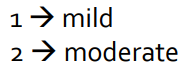 1 → mild
2 → moderate